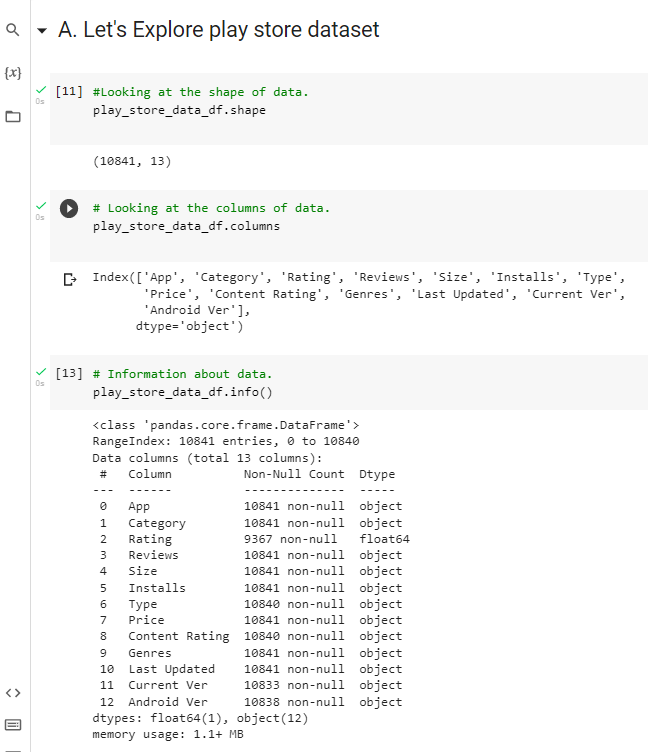 A. Let's Explore play store dataset
{x}
[11] #Looking at the shape of data.
0s
play_store_data_df.shape
(10841, 13)
# Looking at the columns of data.
0s
play_store_data_df.columns
Index(['App', 'Category', 'Rating', 'Reviews', 'Size', 'Installs', 'Type',
'Price', 'Content Rating', 'Genres', 'Last Updated', 'Current Ver',
'Android Ver'],
dtype='object')
[13] # Information about data.
0s
play_store_data_df.info()
<class 'pandas.core.frame.DataFrame'>
RangeIndex: 10841 entries, 0 to 10840
Data columns (total 13 columns):
# Column Non-Null Count Dtype
--- ------ -------------- -----
0 App 10841 non-null object
1 Category 10841 non-null object
2 Rating 9367 non-null float64
3 Reviews 10841 non-null object
4 Size 10841 non-null object
5 Installs 10841 non-null object
6 Type 10840 non-null object
7 Price 10841 non-null object
8 Content Rating 10840 non-null object
9 Genres 10841 non-null object
10 Last Updated 10841 non-null object
11 Current Ver 10833 non-null object
12 Android Ver 10838 non-null object
dtypes: float64(1), object(12)
memory usage: 1.1+ MB